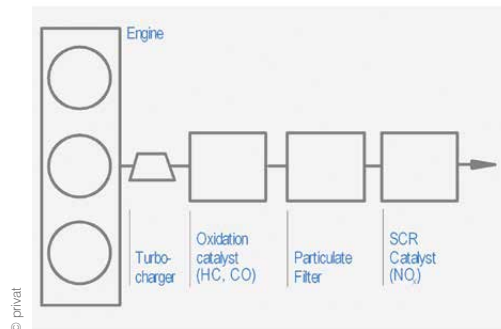 Engine
Turbo-
charger
Oxidation
catalyst
(HC, CO)
Particulate
Filter
SCR
Catalyst
(NOx)
© privat